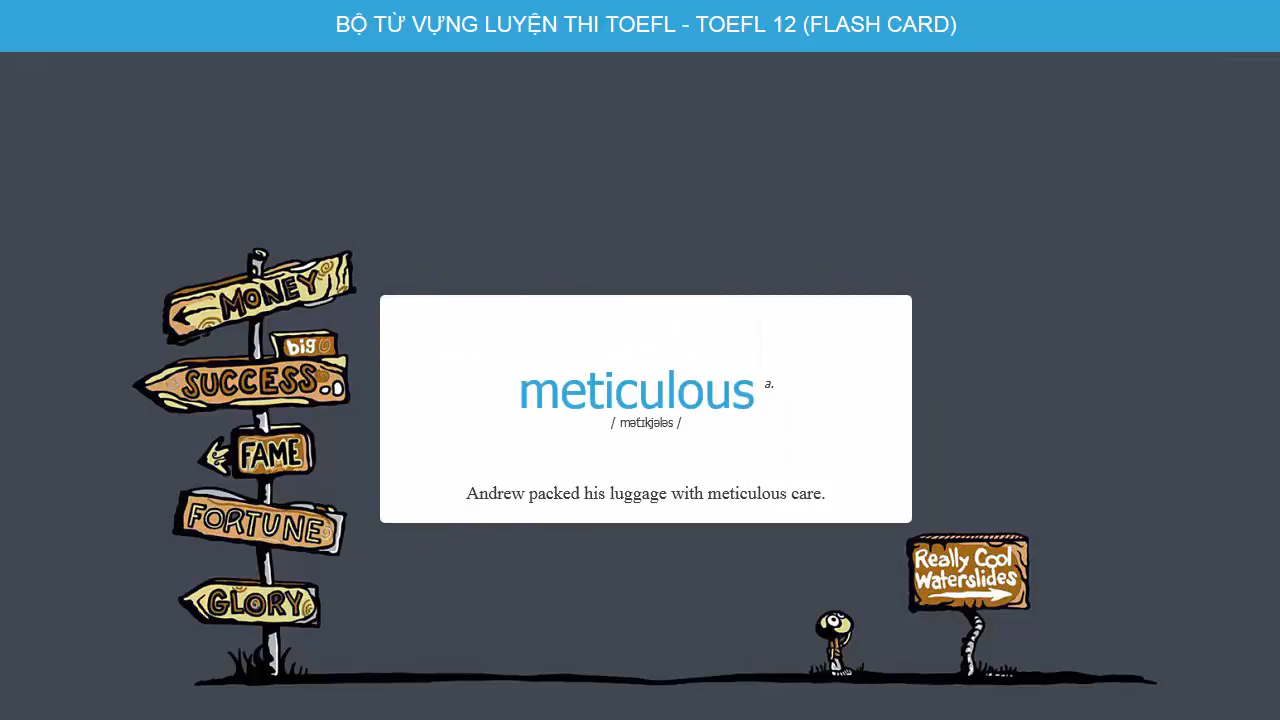 BỘ TỪ VỰNG LUYỆN THI TOEFL - TOEFL 12 (FLASH CARD)
MONEY
big
SUCCESS
FAME
FORTUNE
GLORY
meticulous a.
/ mətɪkjələs /
Andrew packed his luggage with meticulous care.
Really Cool
Waterslides